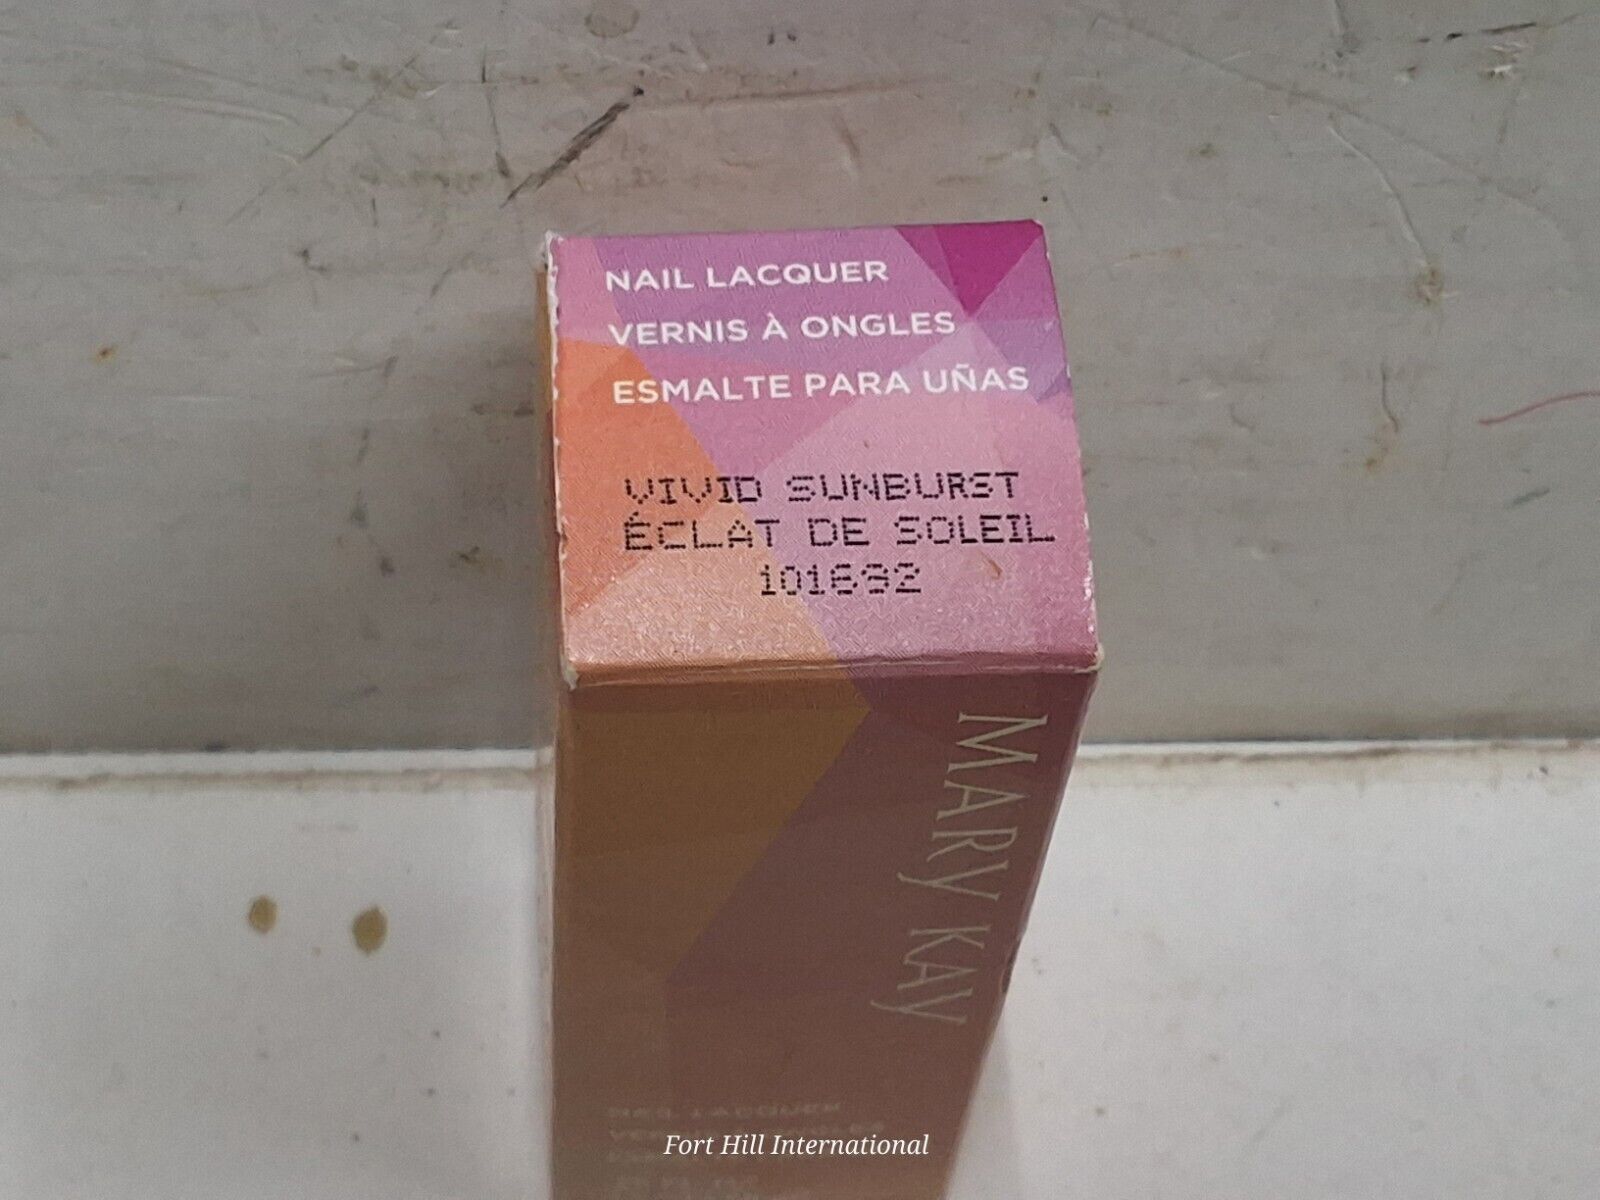 NAIL LACQUER
VERNIS À ONGLES
ESMALTE PARA UÑAS
VIVID SUNBURST
ÉCLAT DE SOLEIL
101692
MARY KAY
Fort Hill International